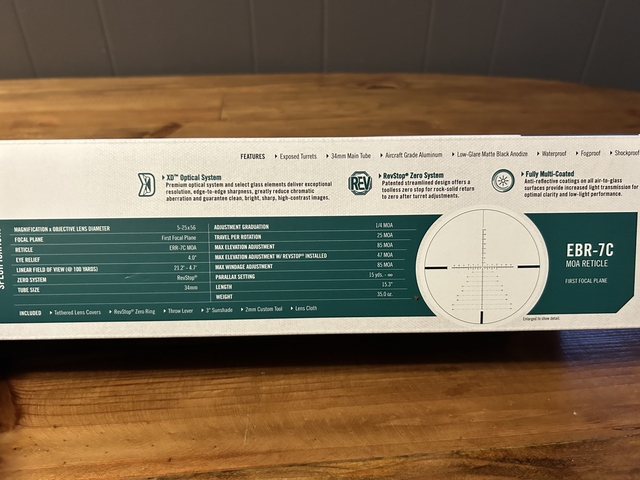 FEATURES ▸ Exposed Turrets ▸ 34mm Main Tube ▸ Aircraft Grade Aluminum ▸ Low-Glare Matte Black Anodize ▸ Waterproof ▸ Fogproof ▸ Shockproof
XD™ Optical System
Premium optical system and select glass elements deliver exceptional
resolution, edge-to-edge sharpness, greatly reduce chromatic
aberration and guarantee clean, bright, sharp, high-contrast images.
REV
RevStop® Zero System
Patented streamlined design offers a
toolless zero stop for rock-solid return
to zero after turret adjustments.
Fully Multi-Coated
Anti-reflective coatings on all air-to-glass
surfaces provide increased light transmission for
optimal clarity and low-light performance.
MAGNIFICATION x OBJECTIVE LENS DIAMETER 5-25x56
FOCAL PLANE First Focal Plane
RETICLE EBR-7C MOA
EYE RELIEF 4.0"
LINEAR FIELD OF VIEW (@ 100 YARDS) 21.2' - 4.7'
ZERO SYSTEM RevStop®
TUBE SIZE 34mm
ADJUSTMENT GRADUATION 1/4 MOA
TRAVEL PER ROTATION 25 MOA
MAX ELEVATION ADJUSTMENT 85 MOA
MAX ELEVATION ADJUSTMENT W/ REVSTOP® INSTALLED 47 MOA
MAX WINDAGE ADJUSTMENT 85 MOA
PARALLAX SETTING 15 yds. - ∞
LENGTH 15.3"
WEIGHT 35.0 oz
INCLUDED ▸ Tethered Lens Covers ▸ RevStop® Zero Ring ▸ Throw Lever ▸ 3" Sunshade ▸ 2mm Custom Tool ▸ Lens Cloth
EBR-7C
MOA RETICLE
FIRST FOCAL PLANE
Enlarged to show detail.